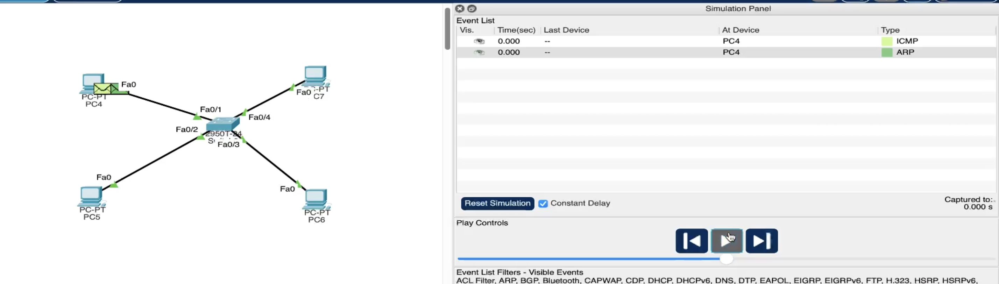 Simulation Panel
Event List
Vis. Time(sec) Last Device At Device Type
0.000 -- PC4 ICMP
0.000 -- PC4 ARP
Fa0
PC-PT
PC4
Fa0/1
Fa0/2
2950T-24
Fa0/3
Fa0/4
Fa0
-PT
C7
Fa0
PC-PT
PC5
Fa0
PC-PT
PC6
Reset Simulation Constant Delay
Captured to:
0.000 s
Play Controls
Event List Filters - Visible Events
ACL Filter, ARP, BGP, Bluetooth, CAPWAP, CDP, DHCP, DHCPv6, DNS, DTP, EAPOL, EIGRP, EIGRPv6, FTP, H.323, HSRP, HSRPv6,